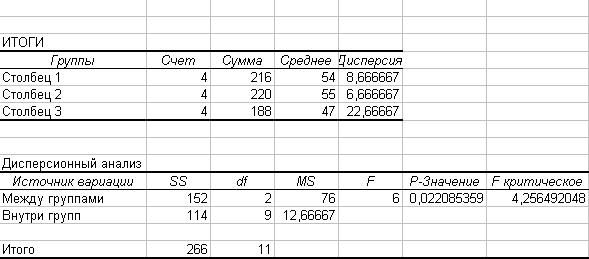 ИТОГИ
Группы Счет Сумма Среднее Дисперсия
Столбец 1 4 216 54 8,666667
Столбец 2 4 220 55 6,666667
Столбец 3 4 188 47 22,66667
Дисперсионный анализ
Источник вариации SS df MS F P-Значение F критическое
Между группами 152 2 76 6 0,022085359 4,256492048
Внутри групп 114 9 12,66667
Итого 266 11